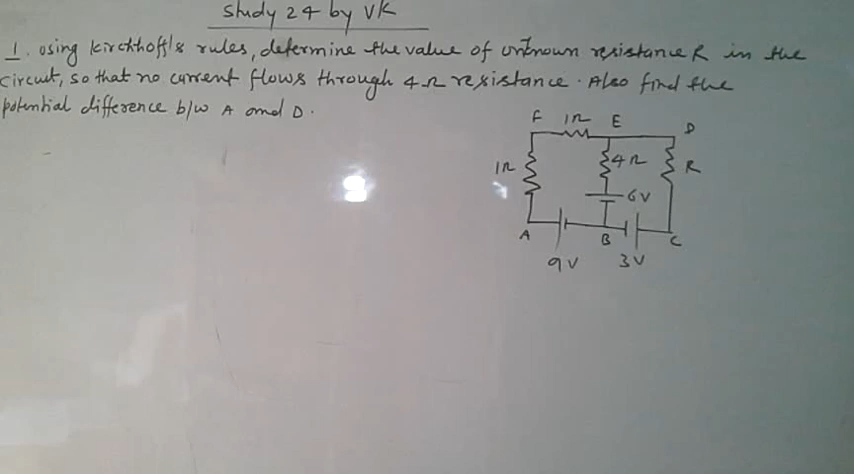 Study 24 by VK
1. using kirchhoff's rules, determine the value of unknown resistance R in the
circuit, so that no current flows through 4Ω resistance. Also find the
potential difference b/w A and D.
F 1Ω E D
1Ω 4Ω R
6V
A B C
9V 3V